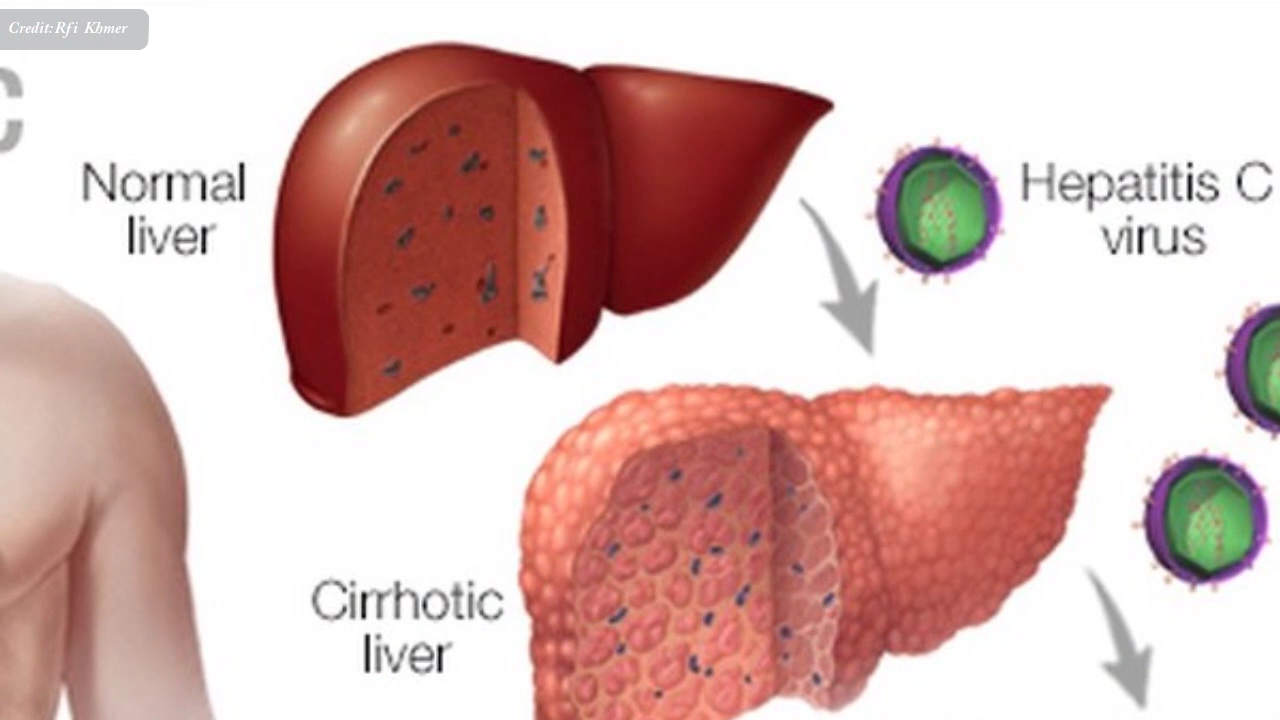 Credit:Rfi Khmer
C
Normal
liver
Hepatitis C
virus
Cirrhotic
liver